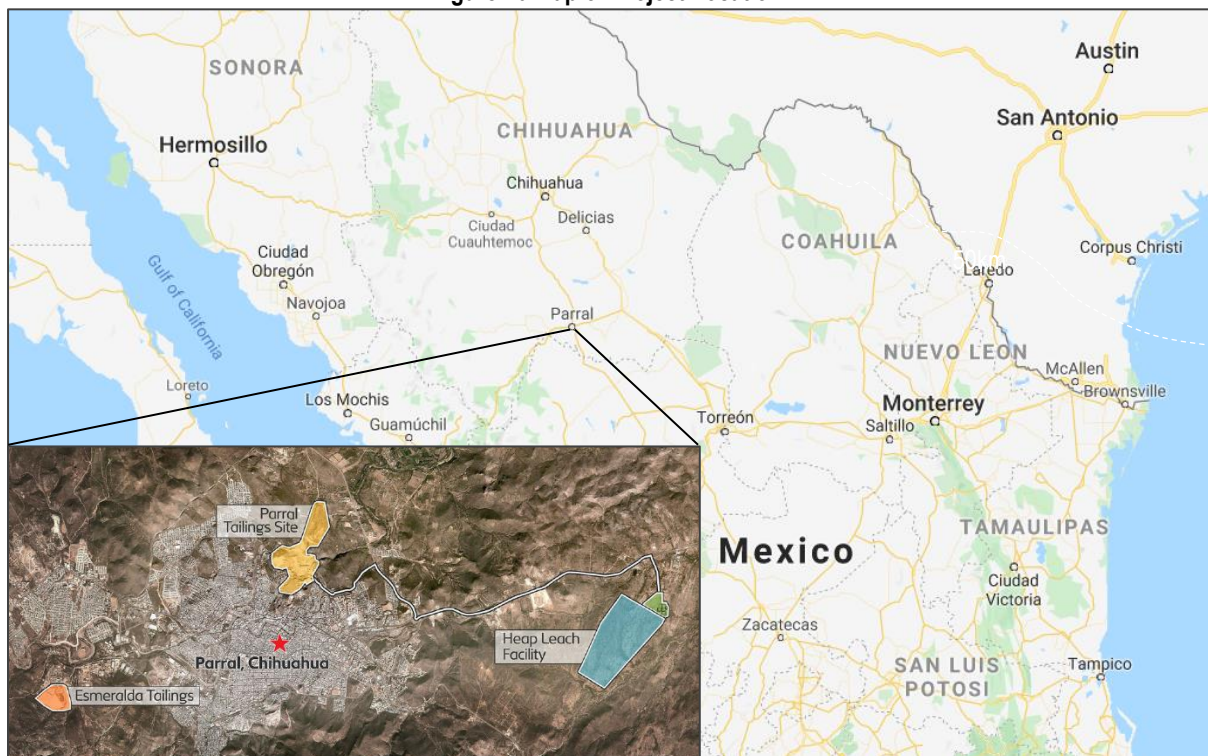 SONORA
Hermosillo
CHIHUAHUA
Chihuahua
Ciudad
Cuauhtemoc
Delicias
Austin
San Antonio
COAHUILA
50km
Laredo
Corpus Christi
Ciudad
Obregón
Navojoa
Gulf of California
Parral
NUEVO LEON
McAllen
Brownsville
Loreto
Los Mochis
Guamúchil
Torreón
Monterrey
Saltillo
TAMAULIPAS
Mexico
Ciudad
Victoria
Zacatecas
SAN LUIS
POTOSI
Tampico
Parral
Tailings Site
Heap Leach
Facility
Parral, Chihuahua
Esmeralda Tailings